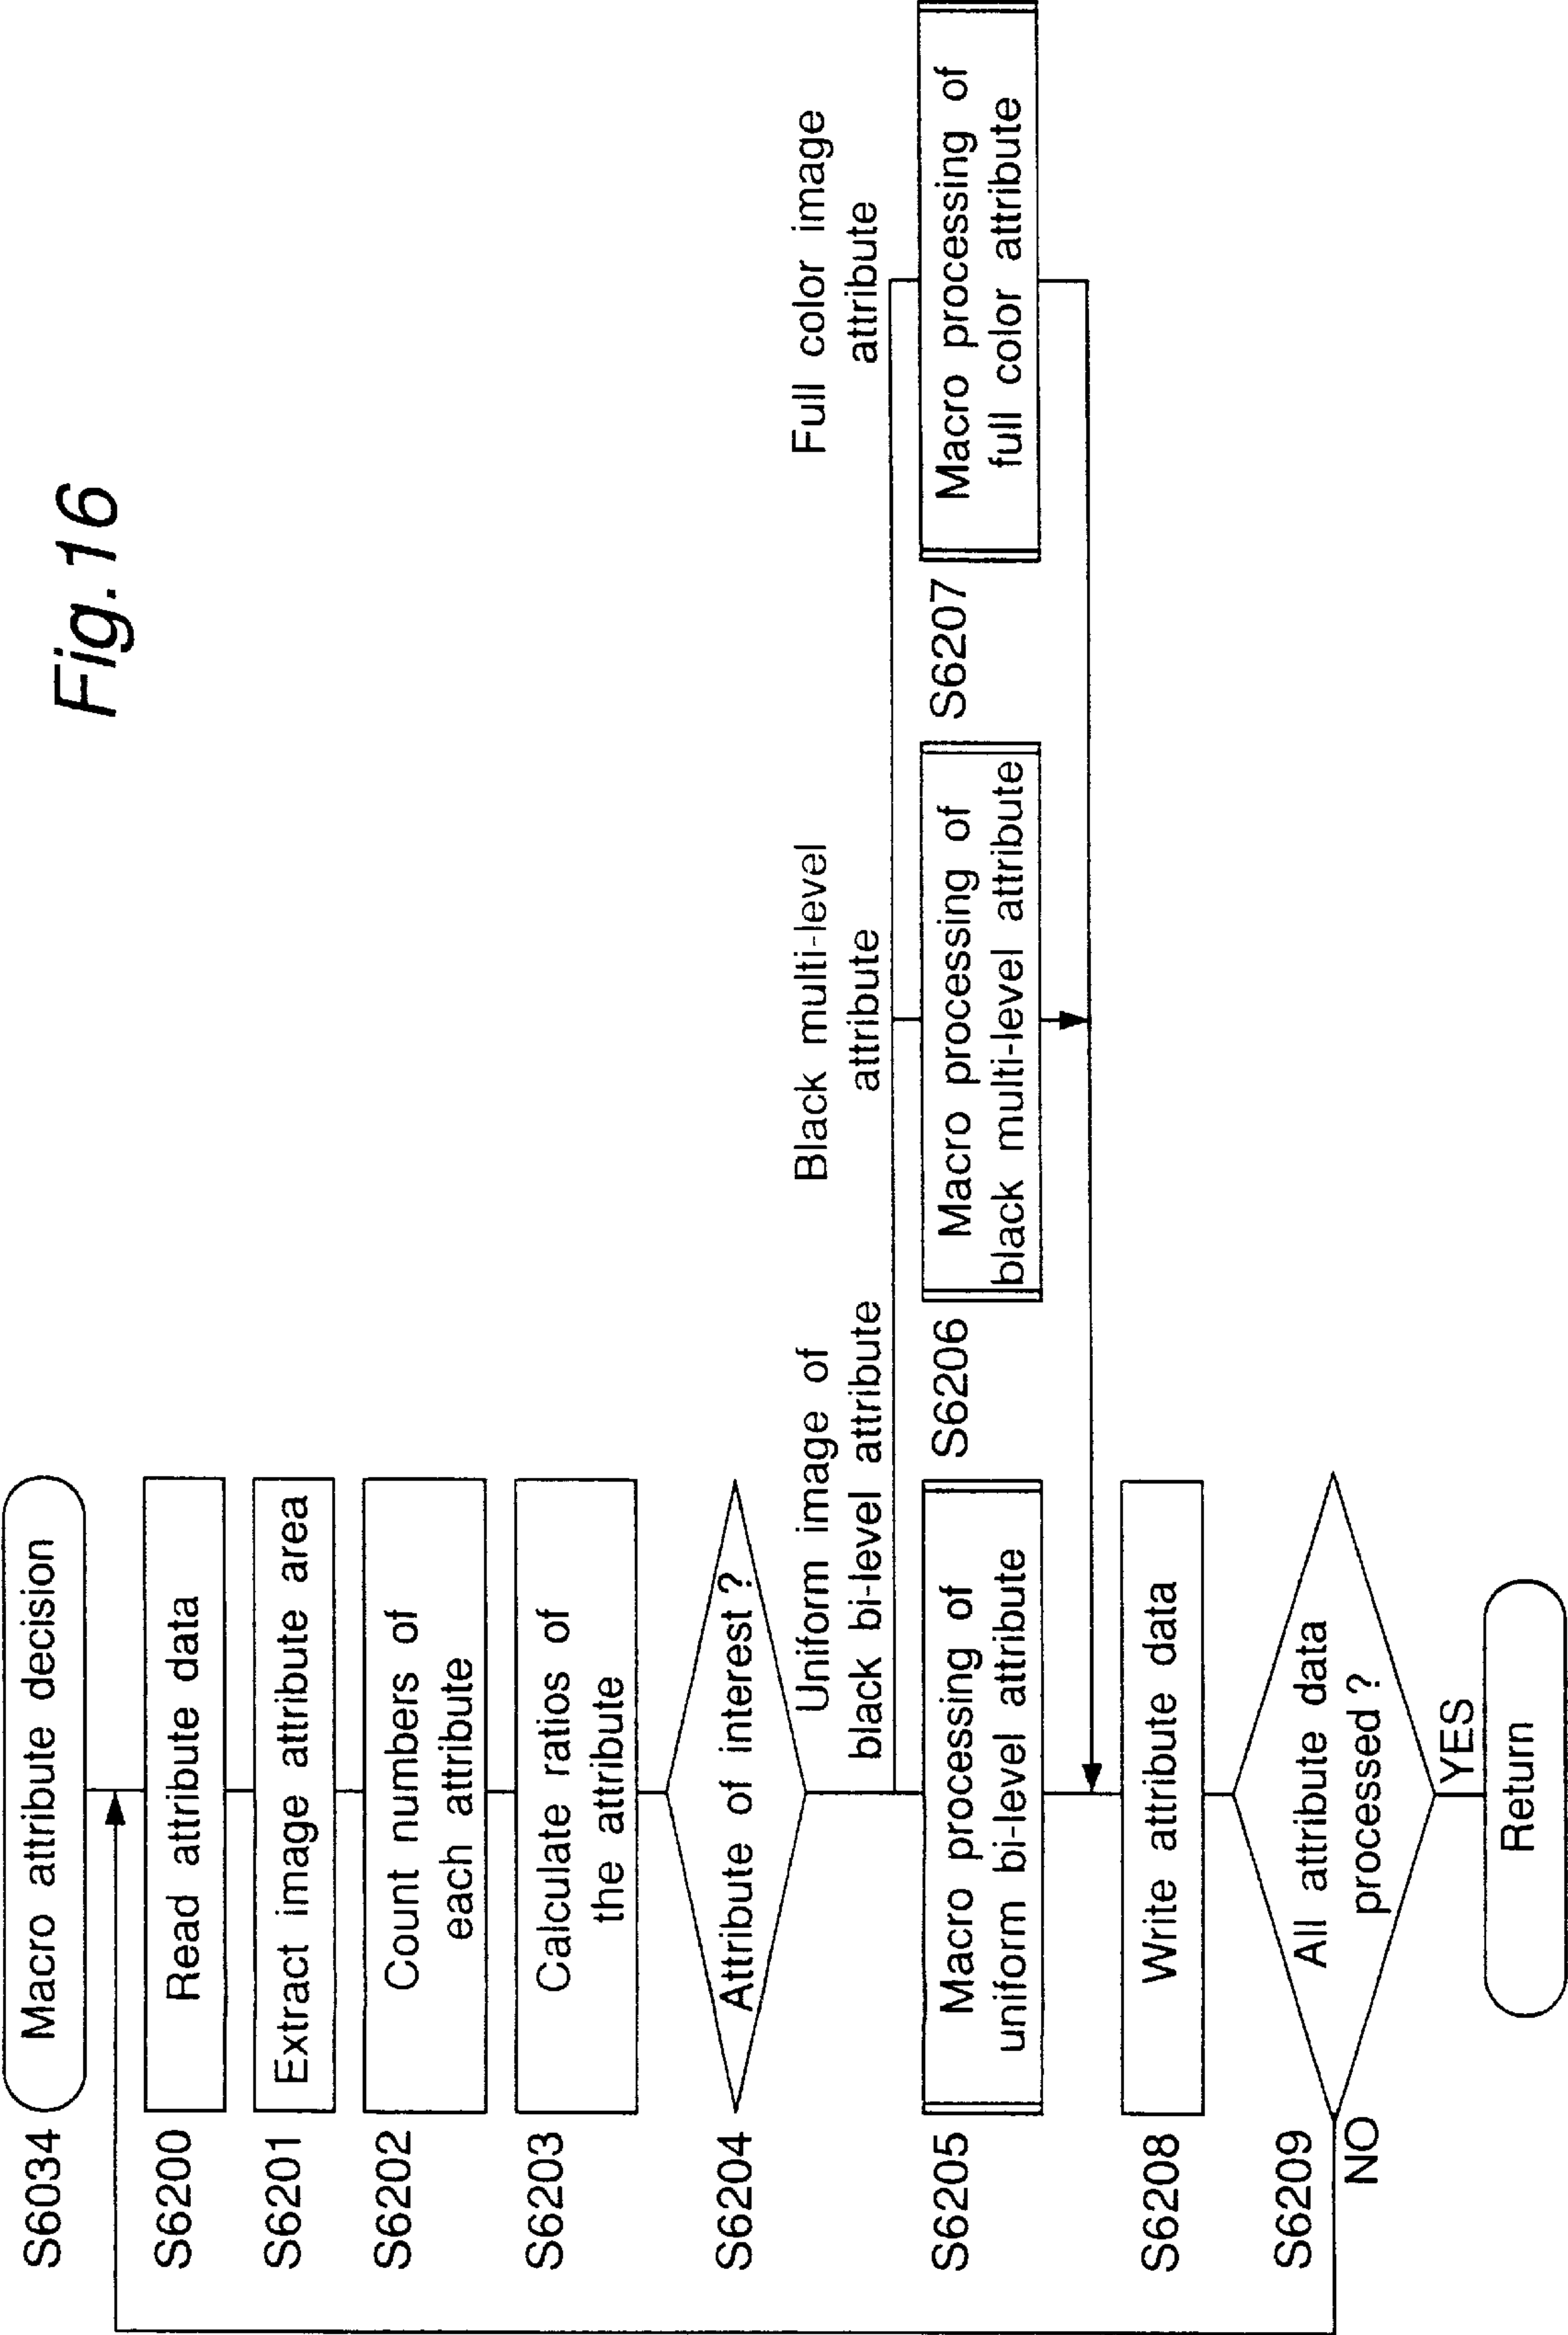 Fig.16
S6034
Macro attribute decision
S6200
Read attribute data
S6201
Extract image attribute area
S6202
Count numbers of
each attribute
S6203
Calculate ratios of
the attribute
S6204
Attribute of interest ?
Uniform image of
black bi-level attribute
Black multi-level
attribute
Full color image
attribute
S6205
Macro processing of
uniform bi-level attribute
S6206
Macro processing of
black multi-level attribute
S6207
Macro processing of
full color attribute
S6208
Write attribute data
S6209
All attribute data
processed ?
NO
YES
Return